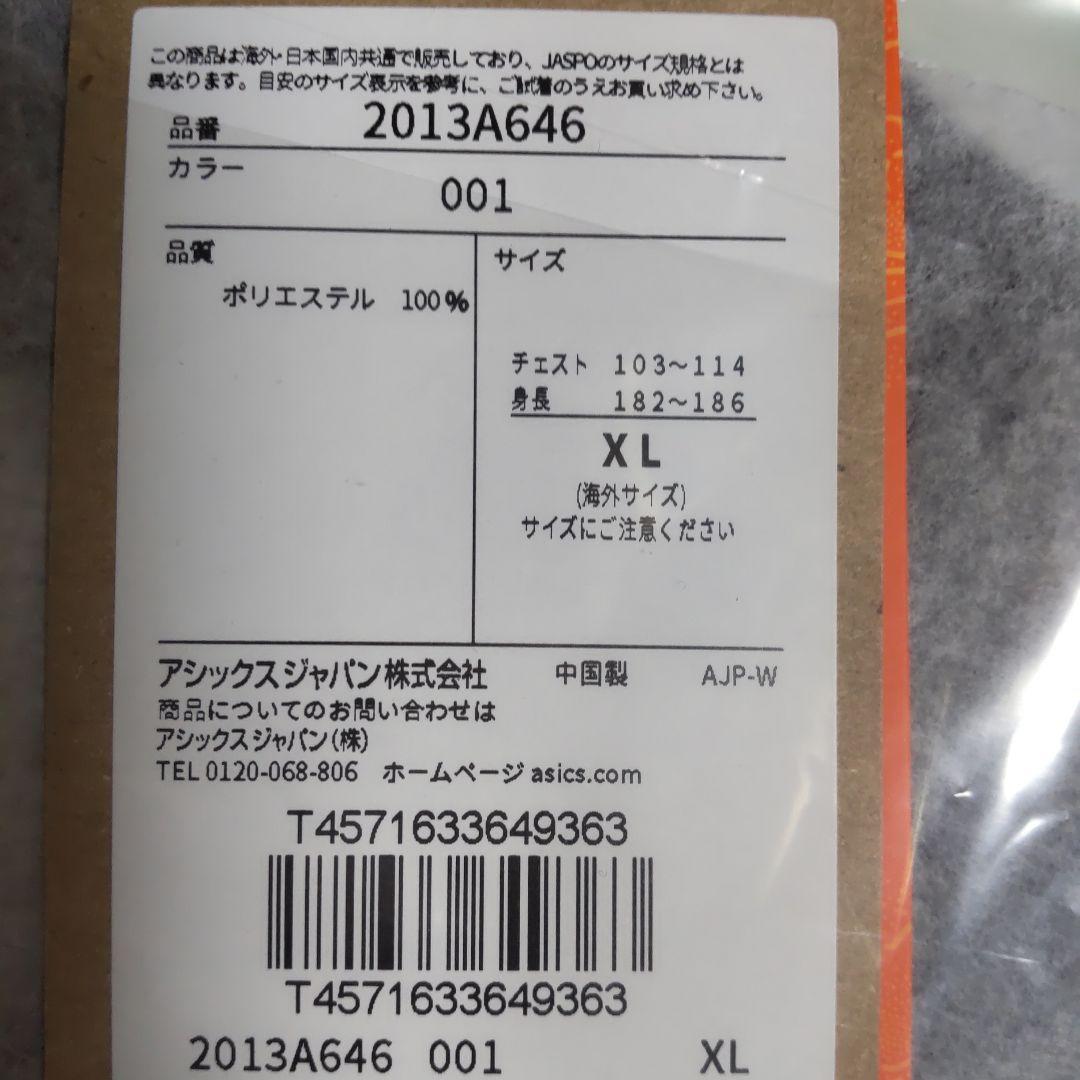 この商品は海外・日本国内共通で販売しており、JASPOのサイズ規格とは
異なります。目安のサイズ表示を参考に、ご試着のうえお買い求め下さい。
品番 2013A646
カラー
001
品質
ポリエステル 100%
サイズ
チェスト 103～114
身長 182～186
XL
(海外サイズ)
サイズにご注意ください
アシックスジャパン株式会社 中国製 AJP-W
商品についてのお問い合わせは
アシックスジャパン(株)
TEL 0120-068-806 ホームページ asics.com
T4571633649363
T4571633649363
2013A646 001 XL